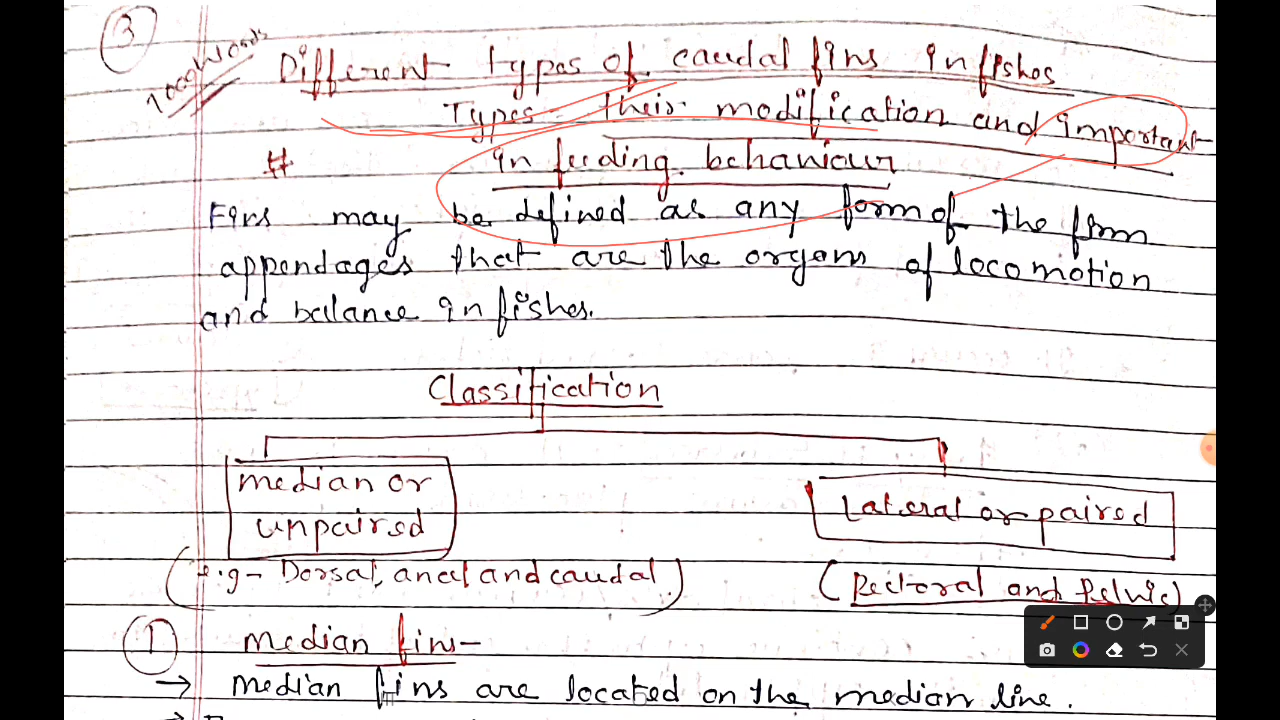 3
1000 Words
Different types of caudal fins in fishes
Types their modification and important
# in feeding behaviour
Fins may be defined as any form of the firm
appendages that are the organs of locomotion
and balance in fishes.
Classification
median or
unpaired
Lateral or paired
(e.g- Dorsal, anal and caudal)
(Pectoral and Pelvic)
1 median fins-
→ median fins are located on the median line.